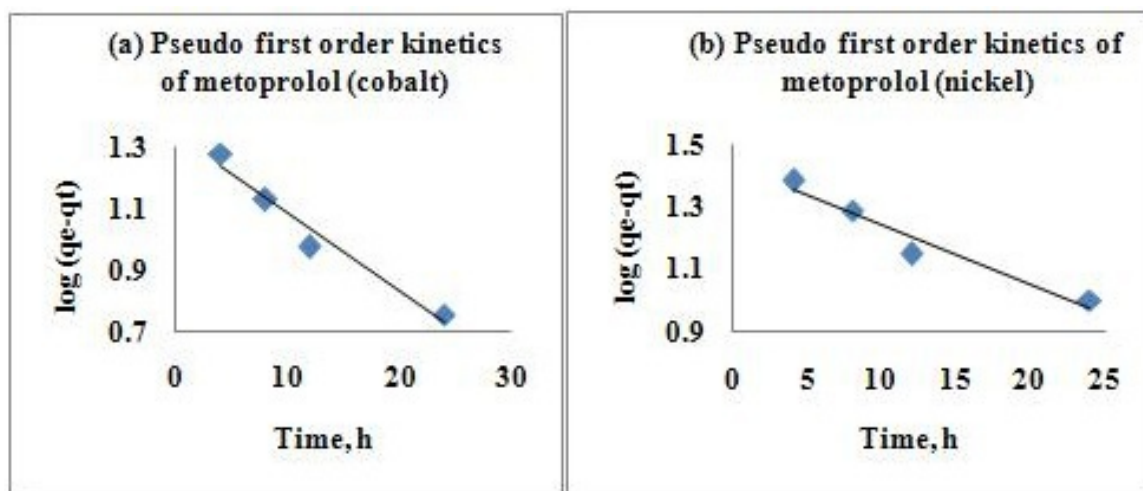 (a) Pseudo first order kinetics
of metoprolol (cobalt)
1.3
1.1
0.9
0.7
log (qe-qt)
0 10 20 30
Time, h
(b) Pseudo first order kinetics of
metoprolol (nickel)
1.5
1.3
1.1
0.9
log (qe-qt)
0 5 10 15 20 25
Time, h